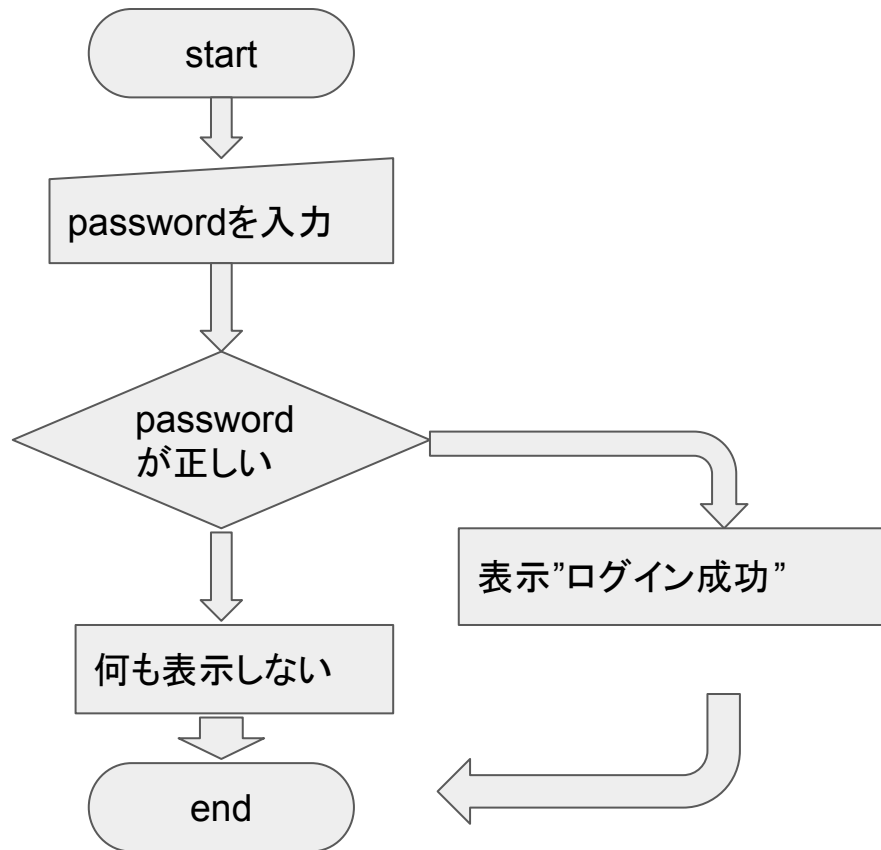 start
passwordを入力
password
が正しい
表示”ログイン成功”
何も表示しない
end